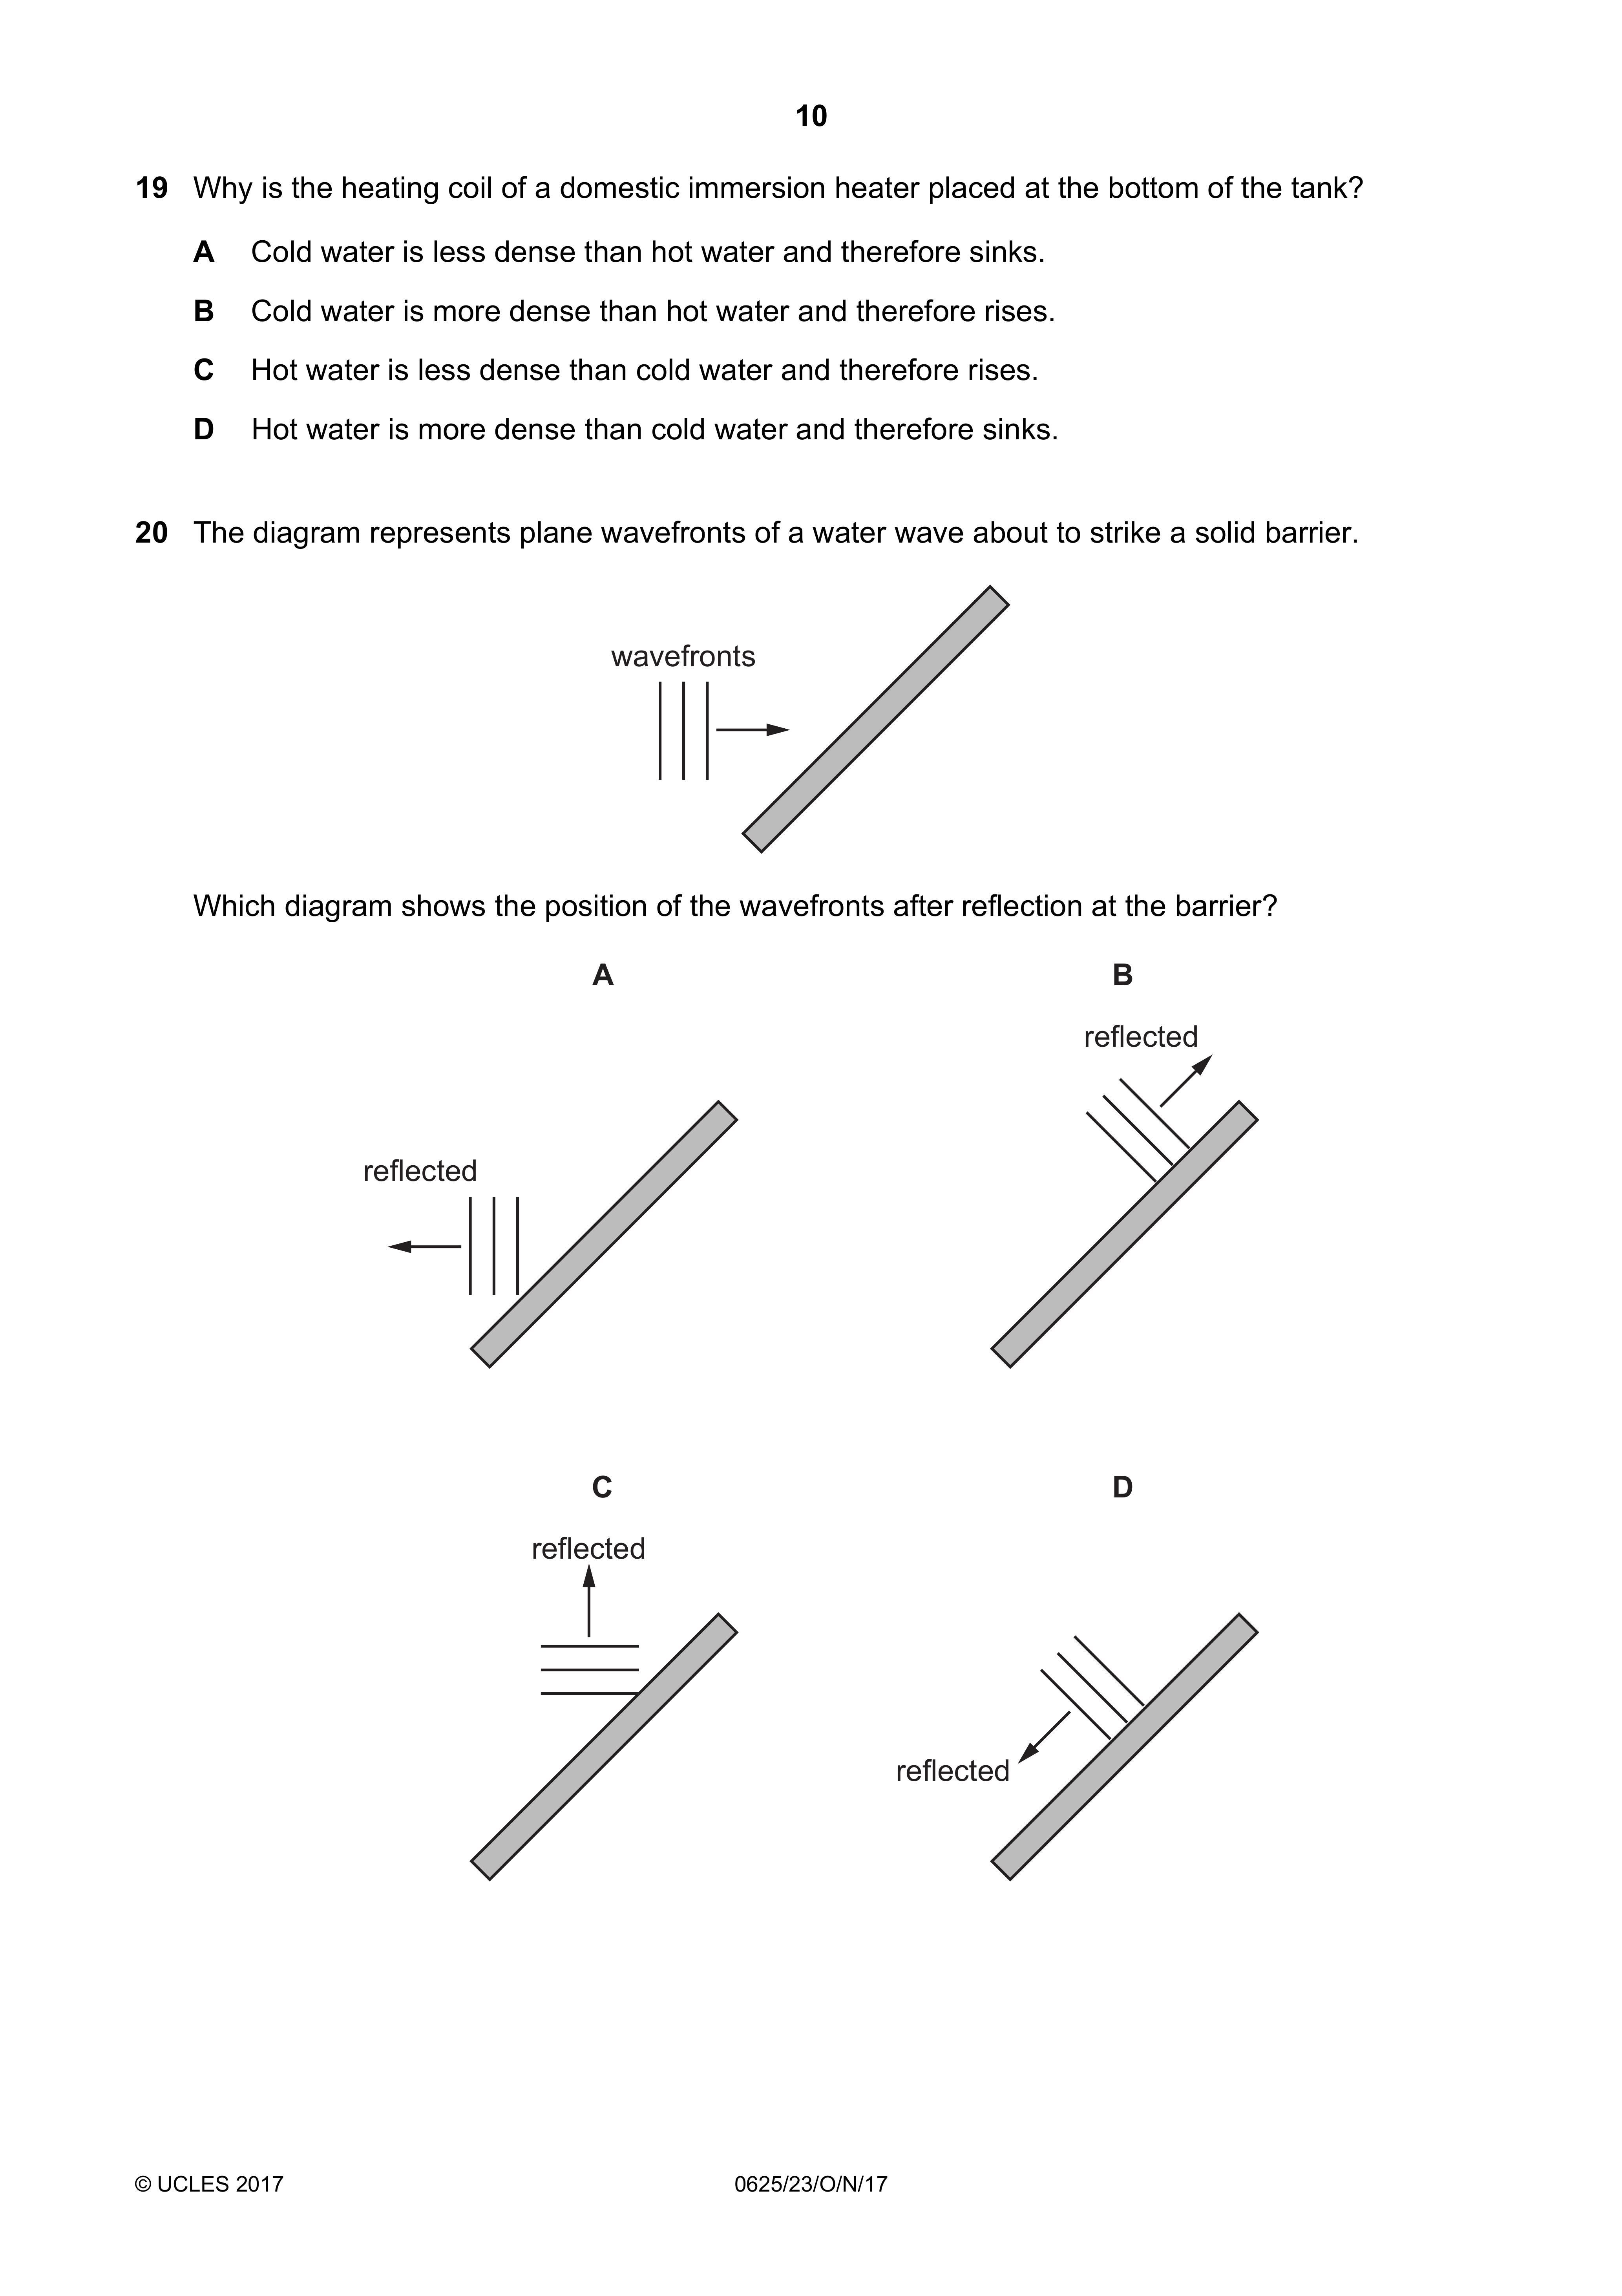 10
19 Why is the heating coil of a domestic immersion heater placed at the bottom of the tank?
A Cold water is less dense than hot water and therefore sinks.
B Cold water is more dense than hot water and therefore rises.
C Hot water is less dense than cold water and therefore rises.
D Hot water is more dense than cold water and therefore sinks.
20 The diagram represents plane wavefronts of a water wave about to strike a solid barrier.
wavefronts
Which diagram shows the position of the wavefronts after reflection at the barrier?
A
reflected
B
reflected
C
reflected
D
reflected
© UCLES 2017
0625/23/O/N/17